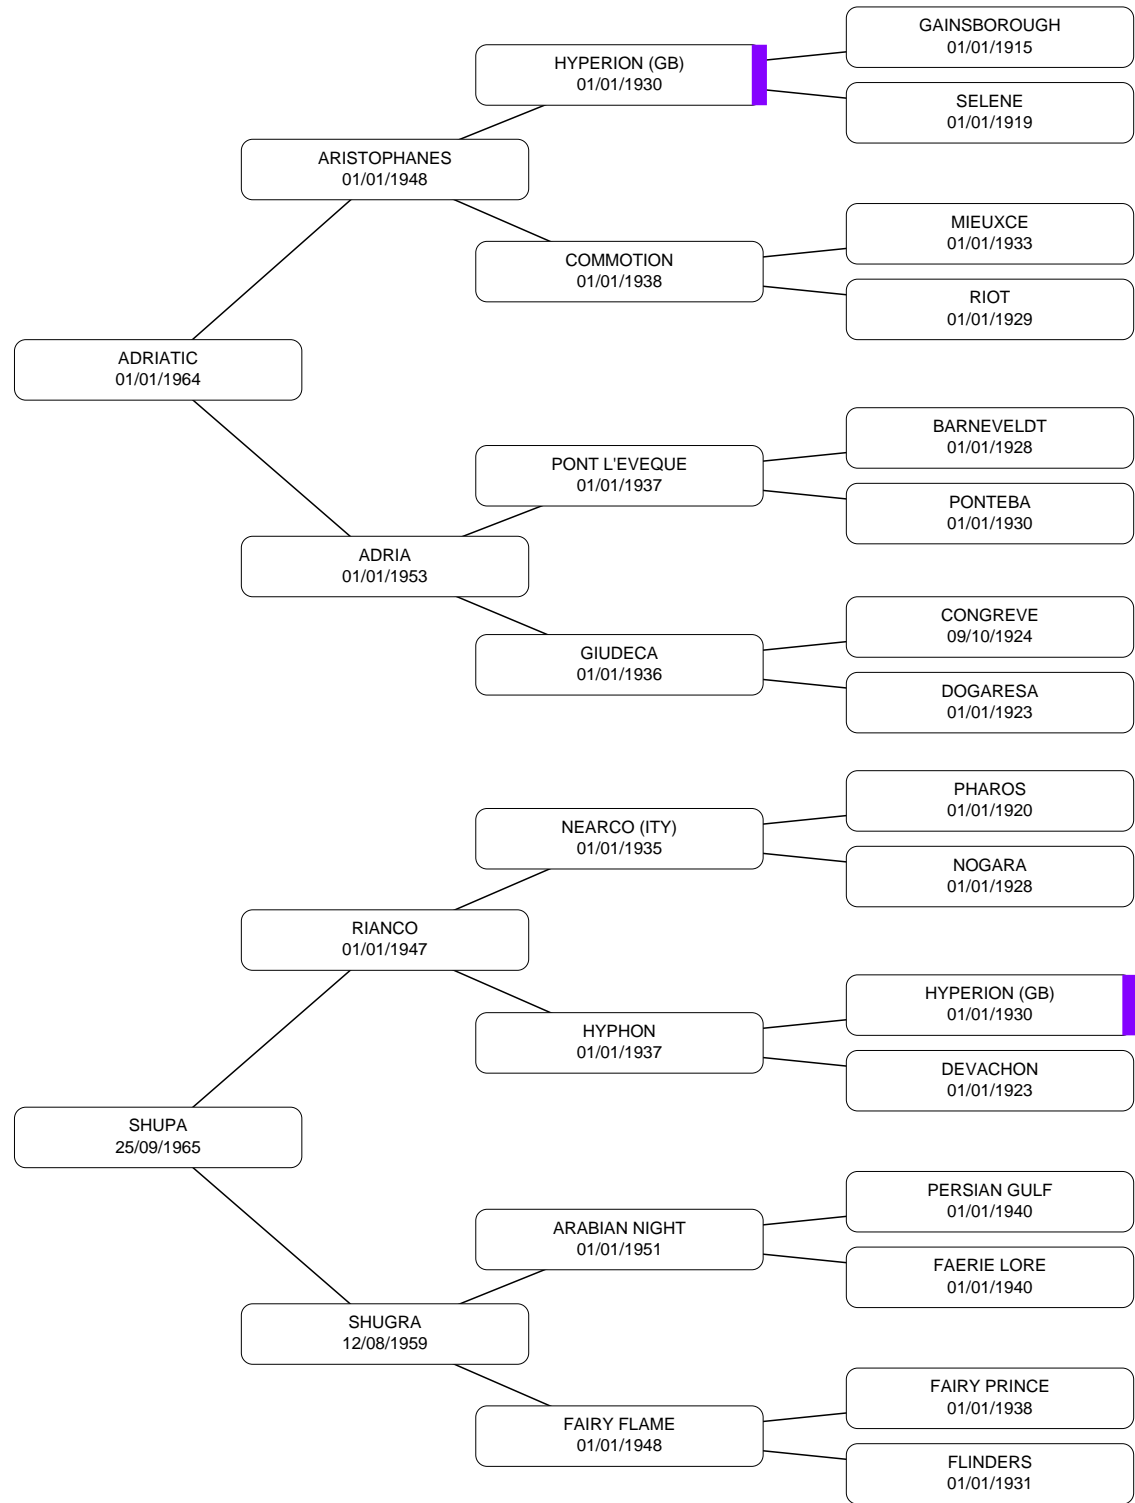 GAINSBOROUGH
01/01/1915
HYPERION (GB)
01/01/1930
SELENE
01/01/1919
ARISTOPHANES
01/01/1948
MIEUXCE
01/01/1933
COMMOTION
01/01/1938
RIOT
01/01/1929
ADRIATIC
01/01/1964
BARNEVELDT
01/01/1928
PONT L'EVEQUE
01/01/1937
PONTEBA
01/01/1930
ADRIA
01/01/1953
CONGREVE
09/10/1924
GIUDECA
01/01/1936
DOGARESA
01/01/1923
PHAROS
01/01/1920
NEARCO (ITY)
01/01/1935
NOGARA
01/01/1928
RIANCO
01/01/1947
HYPERION (GB)
01/01/1930
HYPHON
01/01/1937
DEVACHON
01/01/1923
SHUPA
25/09/1965
PERSIAN GULF
01/01/1940
ARABIAN NIGHT
01/01/1951
FAERIE LORE
01/01/1940
SHUGRA
12/08/1959
FAIRY PRINCE
01/01/1938
FAIRY FLAME
01/01/1948
FLINDERS
01/01/1931